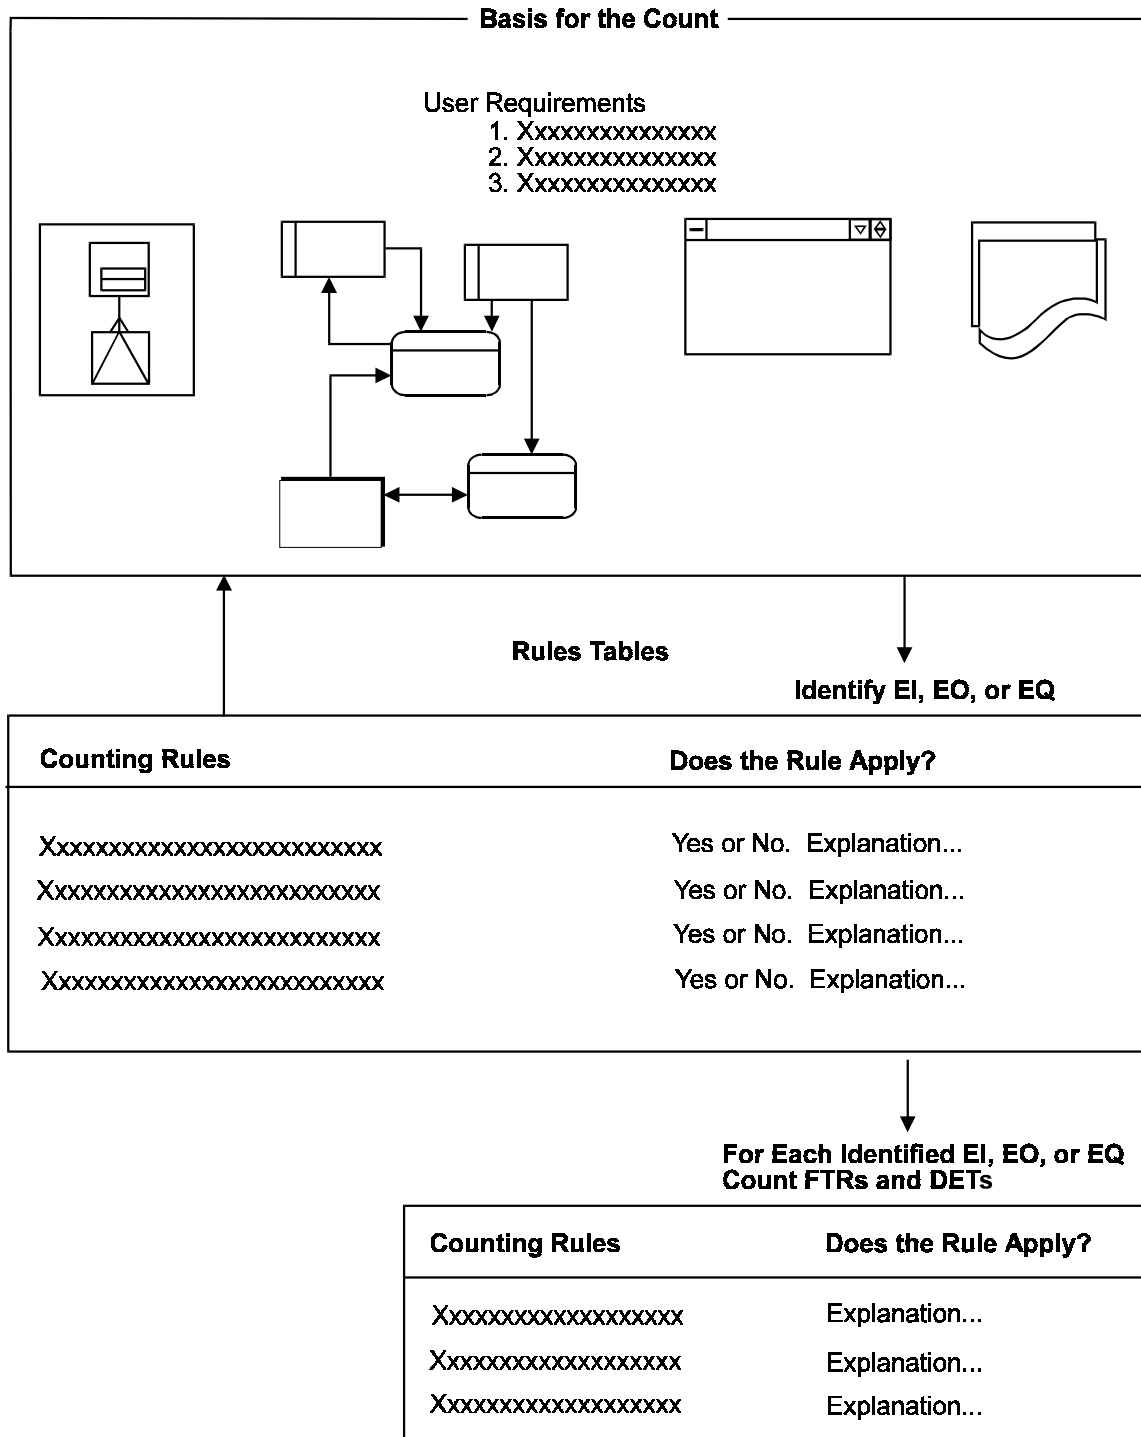 Basis for the Count
User Requirements
1. Xxxxxxxxxxxxxxx
2. Xxxxxxxxxxxxxxx
3. Xxxxxxxxxxxxxxx
Rules Tables
Identify EI, EO, or EQ
Counting Rules Does the Rule Apply?
Xxxxxxxxxxxxxxxxxxxxxxxxxx Yes or No. Explanation...
Xxxxxxxxxxxxxxxxxxxxxxxxxx Yes or No. Explanation...
Xxxxxxxxxxxxxxxxxxxxxxxxxx Yes or No. Explanation...
Xxxxxxxxxxxxxxxxxxxxxxxxxx Yes or No. Explanation...
For Each Identified EI, EO, or EQ
Count FTRs and DETs
Counting Rules Does the Rule Apply?
Xxxxxxxxxxxxxxxxxxx Explanation...
Xxxxxxxxxxxxxxxxxxx Explanation...
Xxxxxxxxxxxxxxxxxxx Explanation...